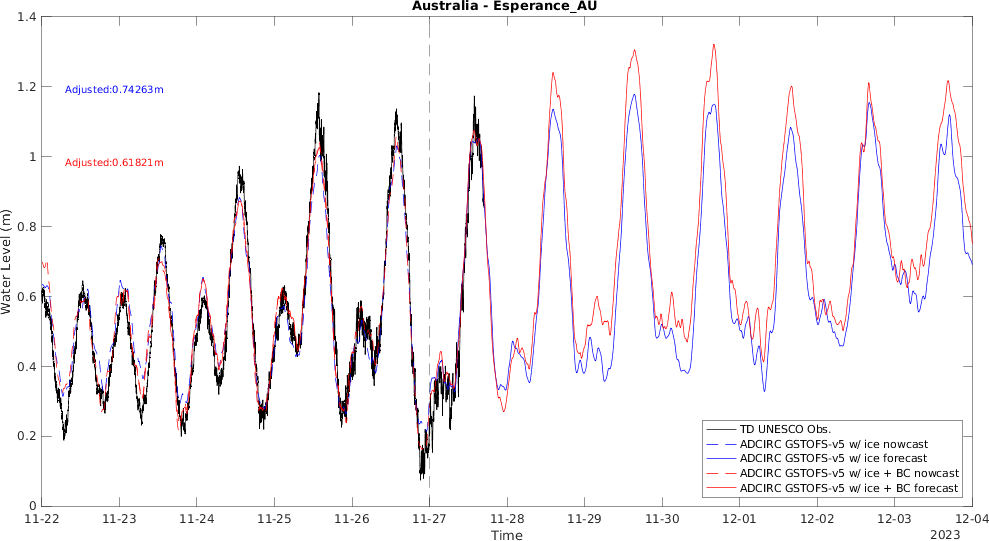 Australia - Esperance_AU
1.4
1.2
1
0.8
0.6
0.4
0.2
0
Water Level (m)
Adjusted:0.74263m
Adjusted:0.61821m
TD UNESCO Obs.
ADCIRC GSTOFS-v5 w/ ice nowcast
ADCIRC GSTOFS-v5 w/ ice forecast
ADCIRC GSTOFS-v5 w/ ice + BC nowcast
ADCIRC GSTOFS-v5 w/ ice + BC forecast
11-22 11-23 11-24 11-25 11-26 11-27 11-28 11-29 11-30 12-01 12-02 12-03 12-04
Time
2023